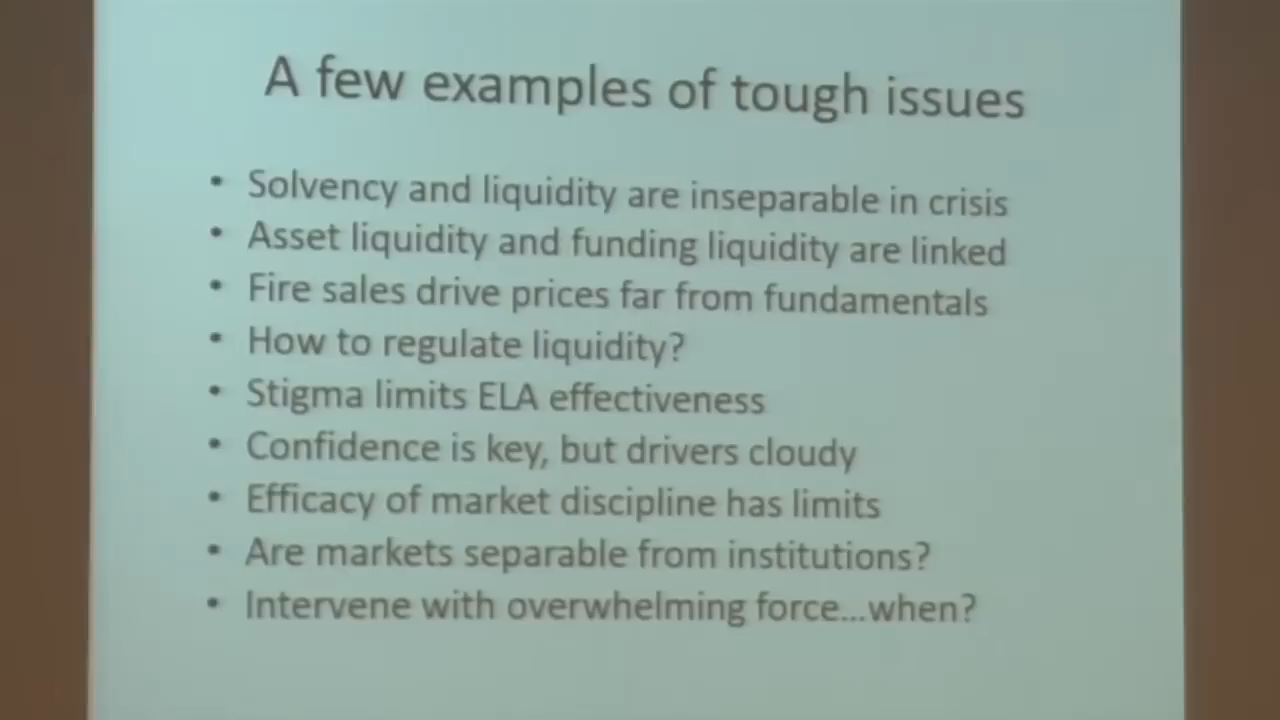 A few examples of tough issues
• Solvency and liquidity are inseparable in crisis
• Asset liquidity and funding liquidity are linked
• Fire sales drive prices far from fundamentals
• How to regulate liquidity?
• Stigma limits ELA effectiveness
• Confidence is key, but drivers cloudy
• Efficacy of market discipline has limits
• Are markets separable from institutions?
• Intervene with overwhelming force...when?